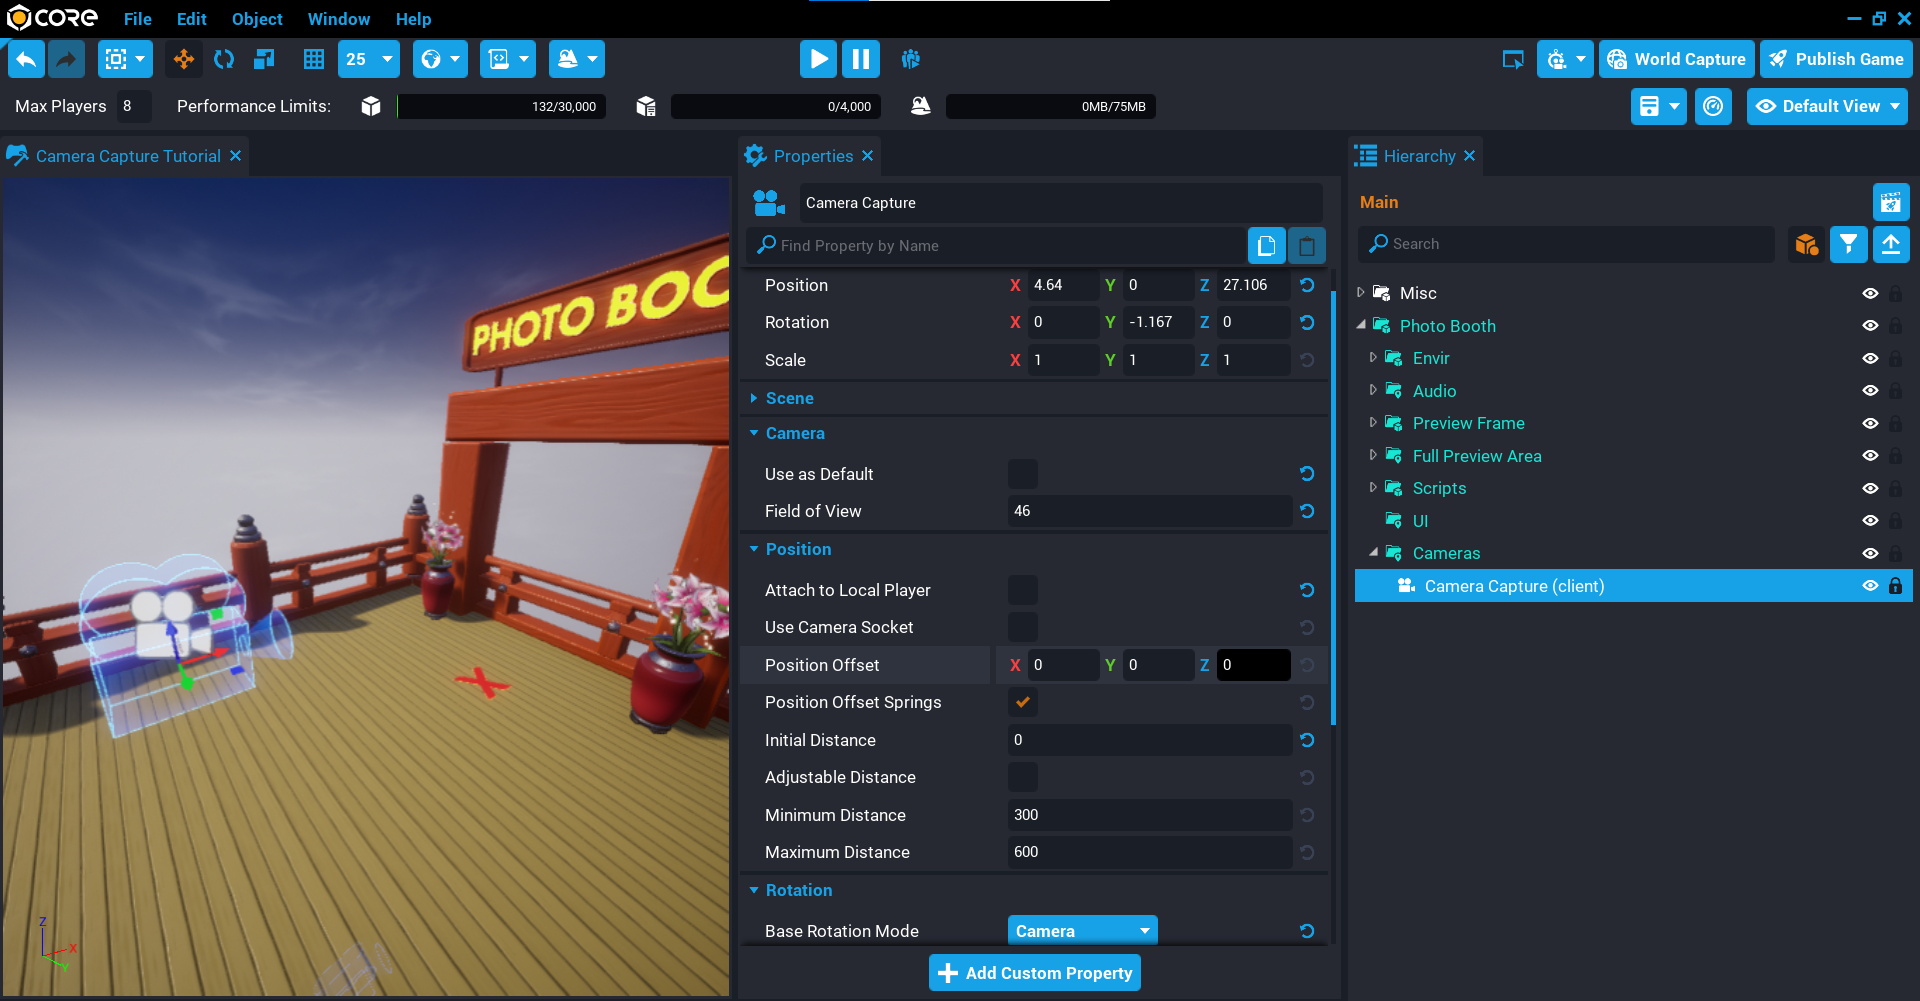 CORE File Edit Object Window Help
25 World Capture Publish Game
Max Players 8 Performance Limits: 132/30,000 0/4,000 0MB/75MB Default View
Camera Capture Tutorial
PHOTO BOO
Z
X
Y
Properties
Camera Capture
Find Property by Name
Position X 4.64 Y 0 Z 27.106
Rotation X 0 Y -1.167 Z 0
Scale X 1 Y 1 Z 1
Scene
Camera
Use as Default
Field of View 46
Position
Attach to Local Player
Use Camera Socket
Position Offset X 0 Y 0 Z 0
Position Offset Springs
Initial Distance 0
Adjustable Distance
Minimum Distance 300
Maximum Distance 600
Rotation
Base Rotation Mode Camera
Add Custom Property
Hierarchy
Main
Search
Misc
Photo Booth
Envir
Audio
Preview Frame
Full Preview Area
Scripts
UI
Cameras
Camera Capture (client)